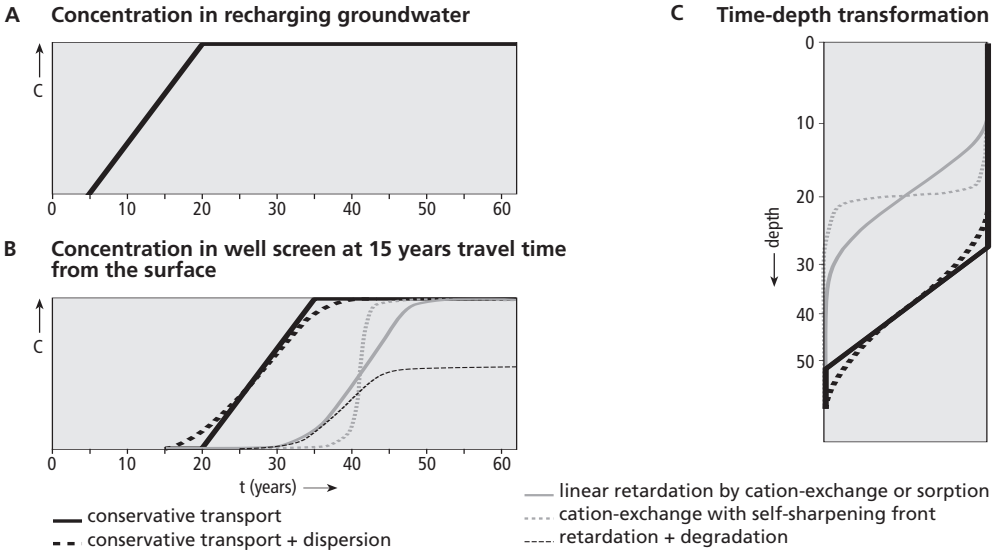 A Concentration in recharging groundwater
C
0 10 20 30 40 50 60
B Concentration in well screen at 15 years travel time
from the surface
C
0 10 20 30 40 50 60
t (years)
conservative transport
conservative transport + dispersion
C Time-depth transformation
0
10
20
30
40
50
depth
linear retardation by cation-exchange or sorption
cation-exchange with self-sharpening front
retardation + degradation